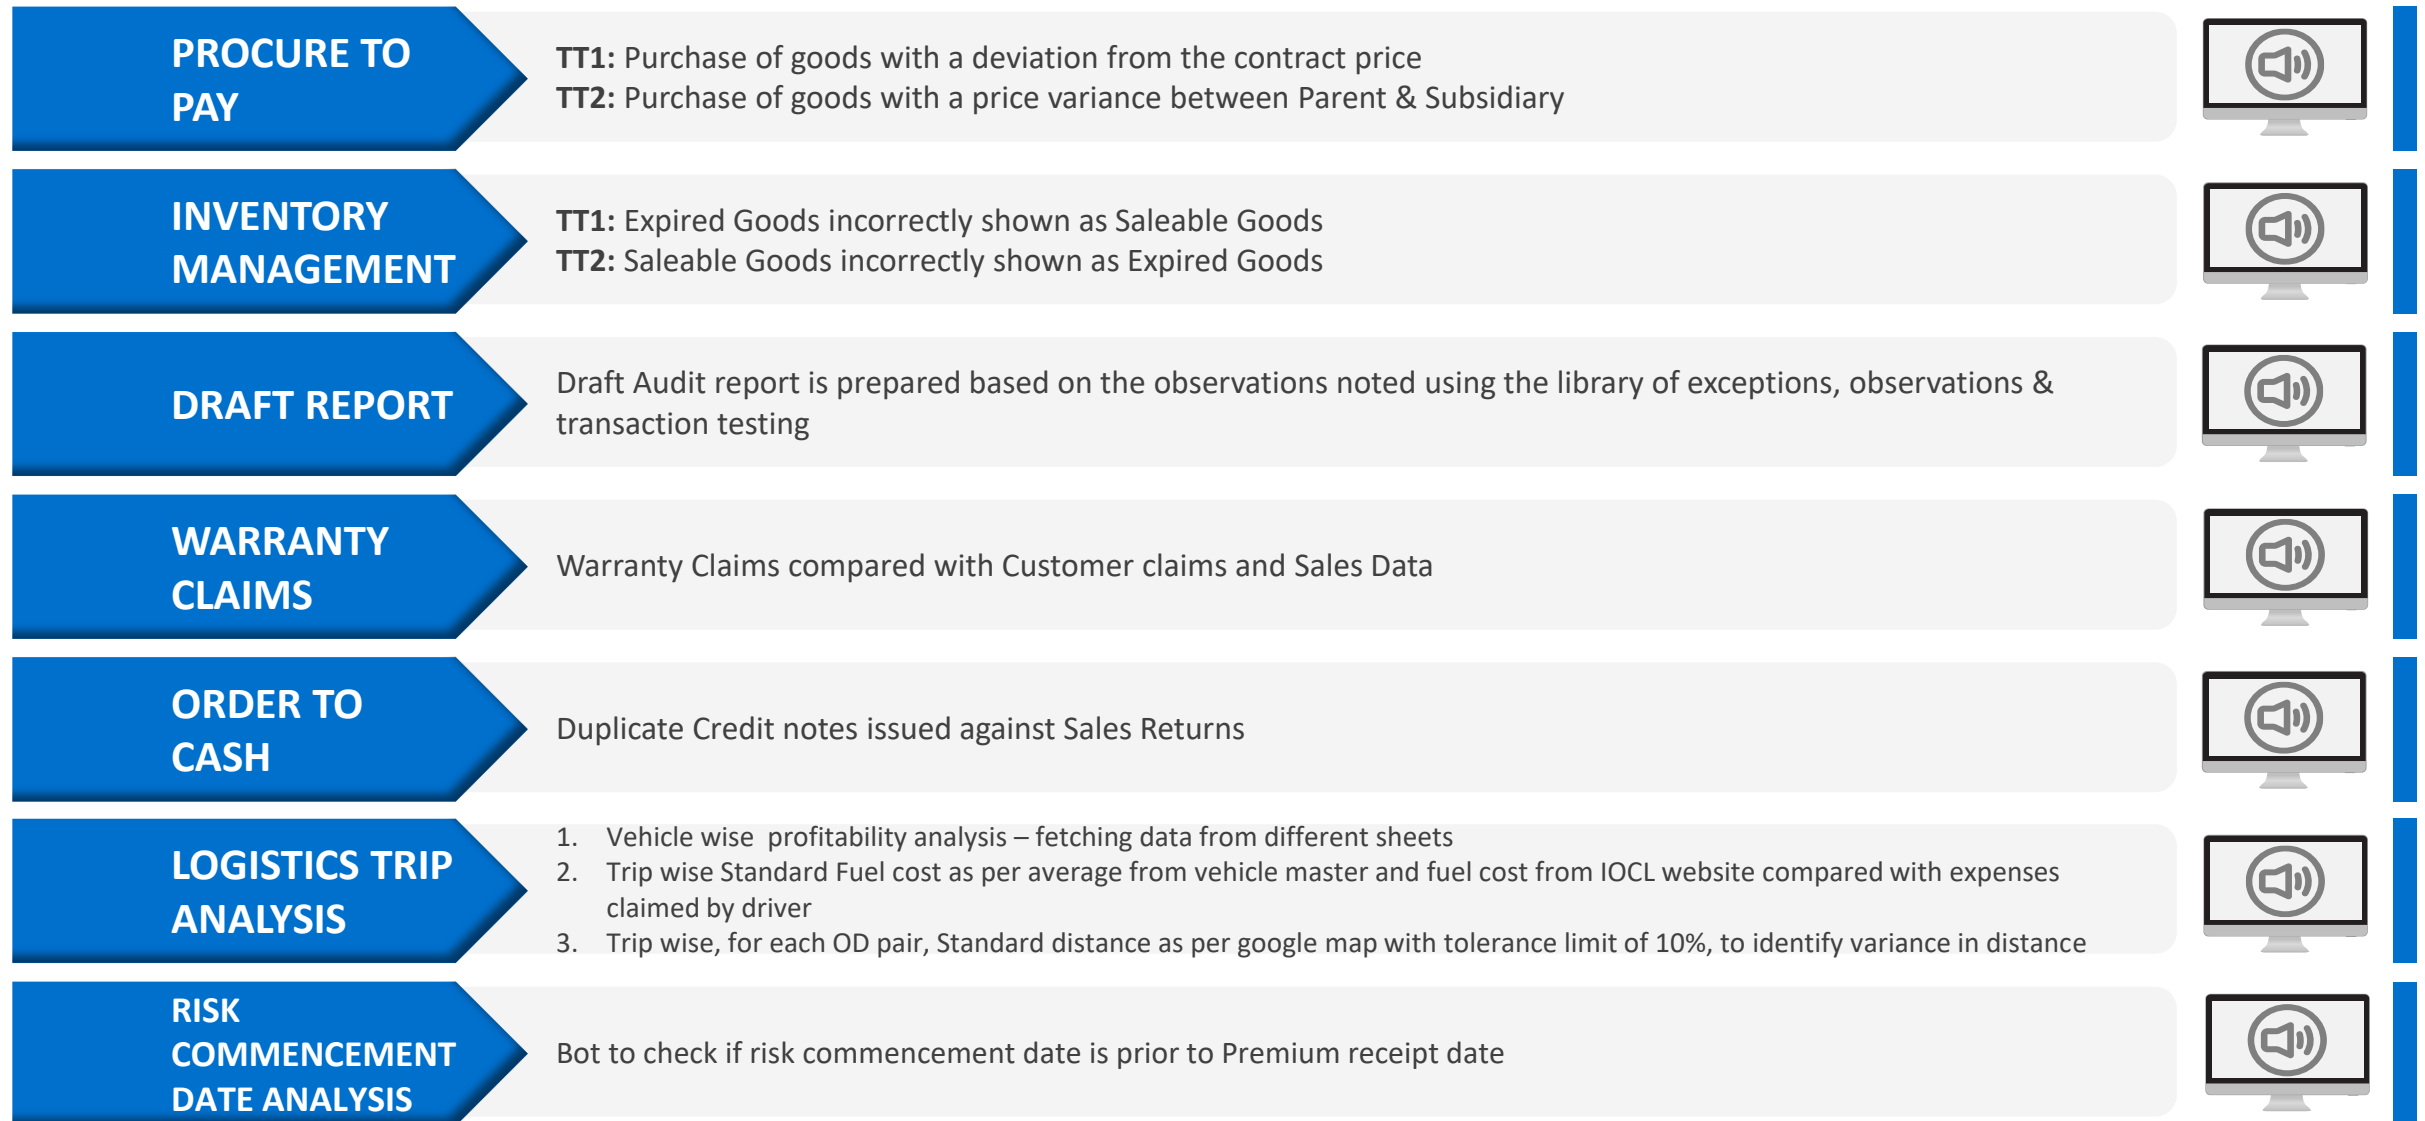 PROCURE TO
PAY
TT1: Purchase of goods with a deviation from the contract price
TT2: Purchase of goods with a price variance between Parent & Subsidiary
INVENTORY
MANAGEMENT
TT1: Expired Goods incorrectly shown as Saleable Goods
TT2: Saleable Goods incorrectly shown as Expired Goods
DRAFT REPORT
Draft Audit report is prepared based on the observations noted using the library of exceptions, observations &
transaction testing
WARRANTY
CLAIMS
Warranty Claims compared with Customer claims and Sales Data
ORDER TO
CASH
Duplicate Credit notes issued against Sales Returns
LOGISTICS TRIP
ANALYSIS
1. Vehicle wise profitability analysis – fetching data from different sheets
2. Trip wise Standard Fuel cost as per average from vehicle master and fuel cost from IOCL website compared with expenses
claimed by driver
3. Trip wise, for each OD pair, Standard distance as per google map with tolerance limit of 10%, to identify variance in distance
RISK
COMMENCEMENT
DATE ANALYSIS
Bot to check if risk commencement date is prior to Premium receipt date